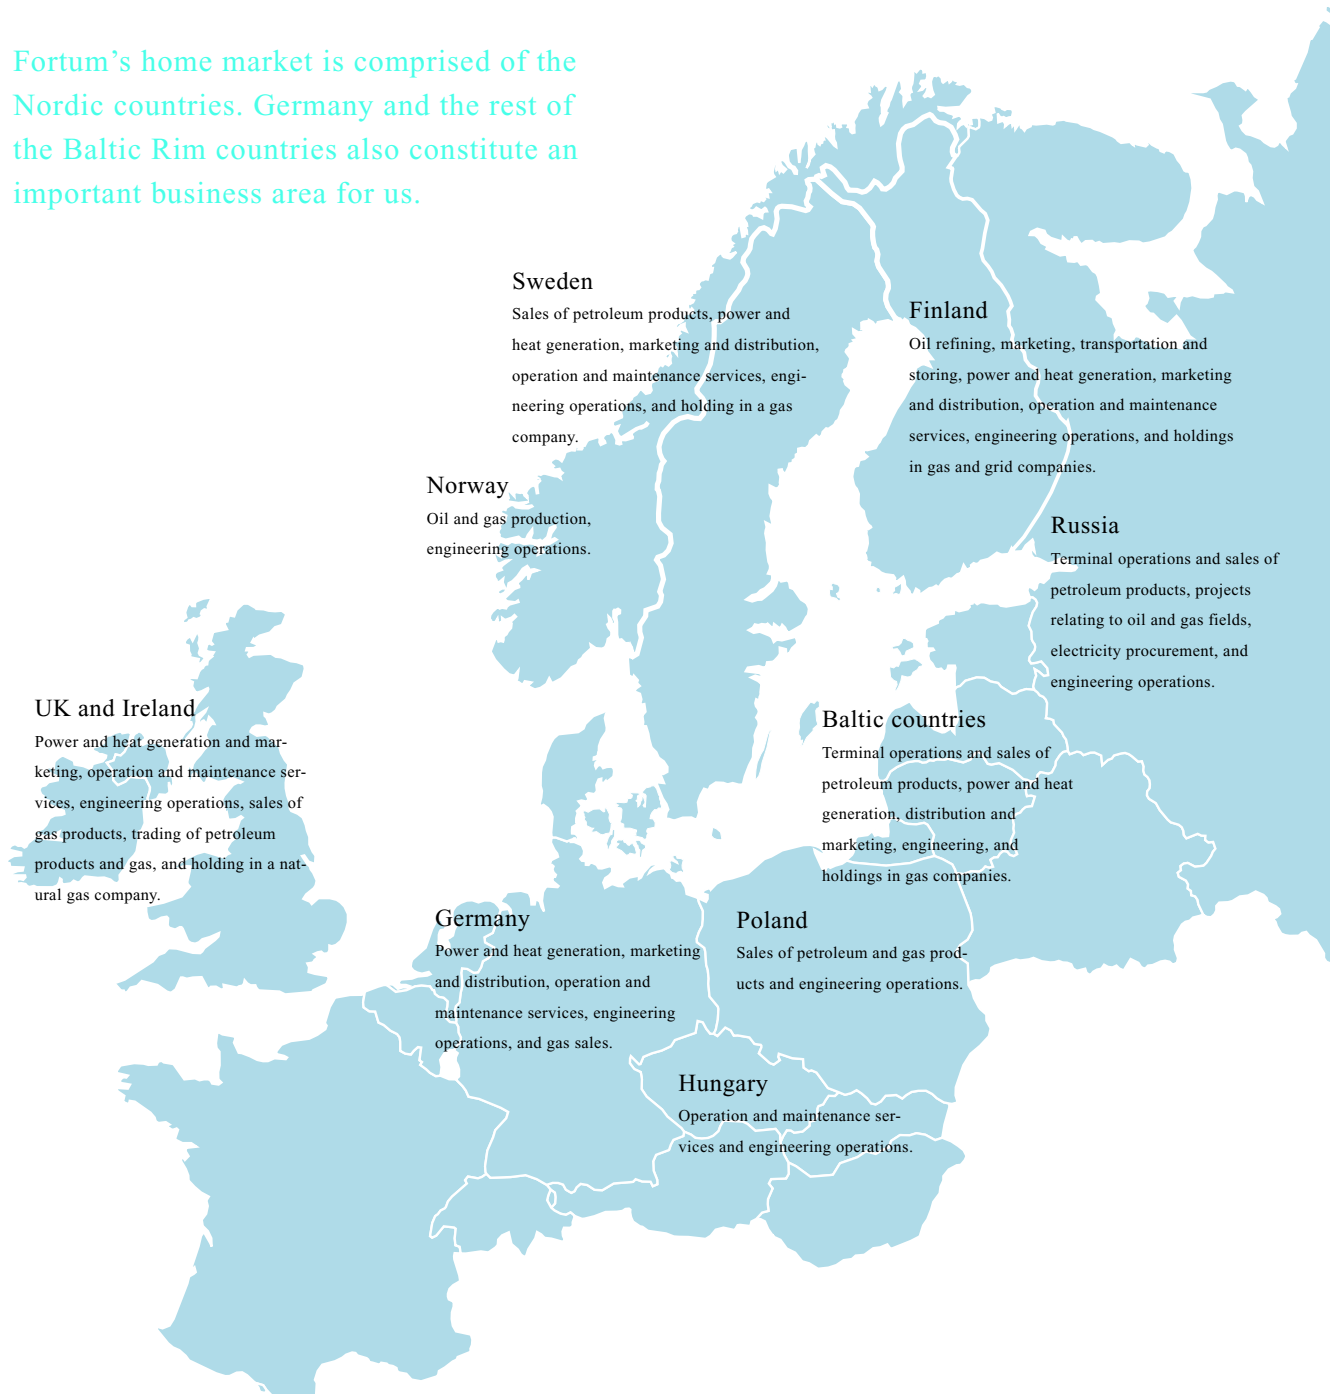 Fortum’s home market is comprised of the
Nordic countries. Germany and the rest of
the Baltic Rim countries also constitute an
important business area for us.
Sweden
Sales of petroleum products, power and
heat generation, marketing and distribution,
operation and maintenance services, engi-
neering operations, and holding in a gas
company.
Finland
Oil refining, marketing, transportation and
storing, power and heat generation, marketing
and distribution, operation and maintenance
services, engineering operations, and holdings
in gas and grid companies.
Norway
Oil and gas production,
engineering operations.
Russia
Terminal operations and sales of
petroleum products, projects
relating to oil and gas fields,
electricity procurement, and
engineering operations.
UK and Ireland
Power and heat generation and mar-
keting, operation and maintenance ser-
vices, engineering operations, sales of
gas products, trading of petroleum
products and gas, and holding in a nat-
ural gas company.
Baltic countries
Terminal operations and sales of
petroleum products, power and heat
generation, distribution and
marketing, engineering, and
holdings in gas companies.
Germany
Power and heat generation, marketing
and distribution, operation and
maintenance services, engineering
operations, and gas sales.
Poland
Sales of petroleum and gas prod-
ucts and engineering operations.
Hungary
Operation and maintenance ser-
vices and engineering operations.